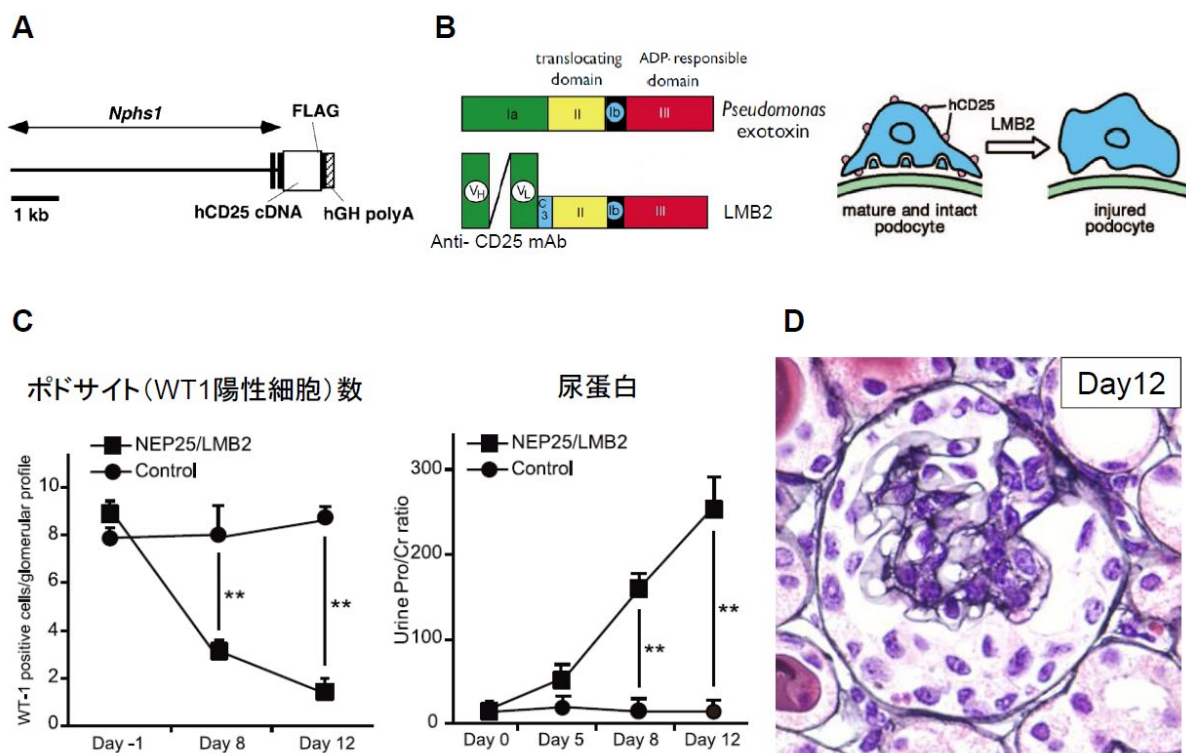 A
Nphs1
FLAG
1 kb
hCD25 cDNA
hGH polyA
B
translocating
domain
ADP- responsible
domain
Ia
II
Ib
III
Pseudomonas
exotoxin
VH
VL
C
3
II
Ib
III
LMB2
Anti- CD25 mAb
hCD25
LMB2
mature and intact
podocyte
injured
podocyte
C
ポドサイト(WT1陽性細胞)数
NEP25/LMB2
Control
WT-1 positive cells/glomerular profile
10
8
6
4
2
0
**
**
Day -1
Day 8
Day 12
尿蛋白
NEP25/LMB2
Control
Urine Pro/Cr ratio
300
200
100
0
**
**
Day 0
Day 5
Day 8
Day 12
D
Day12